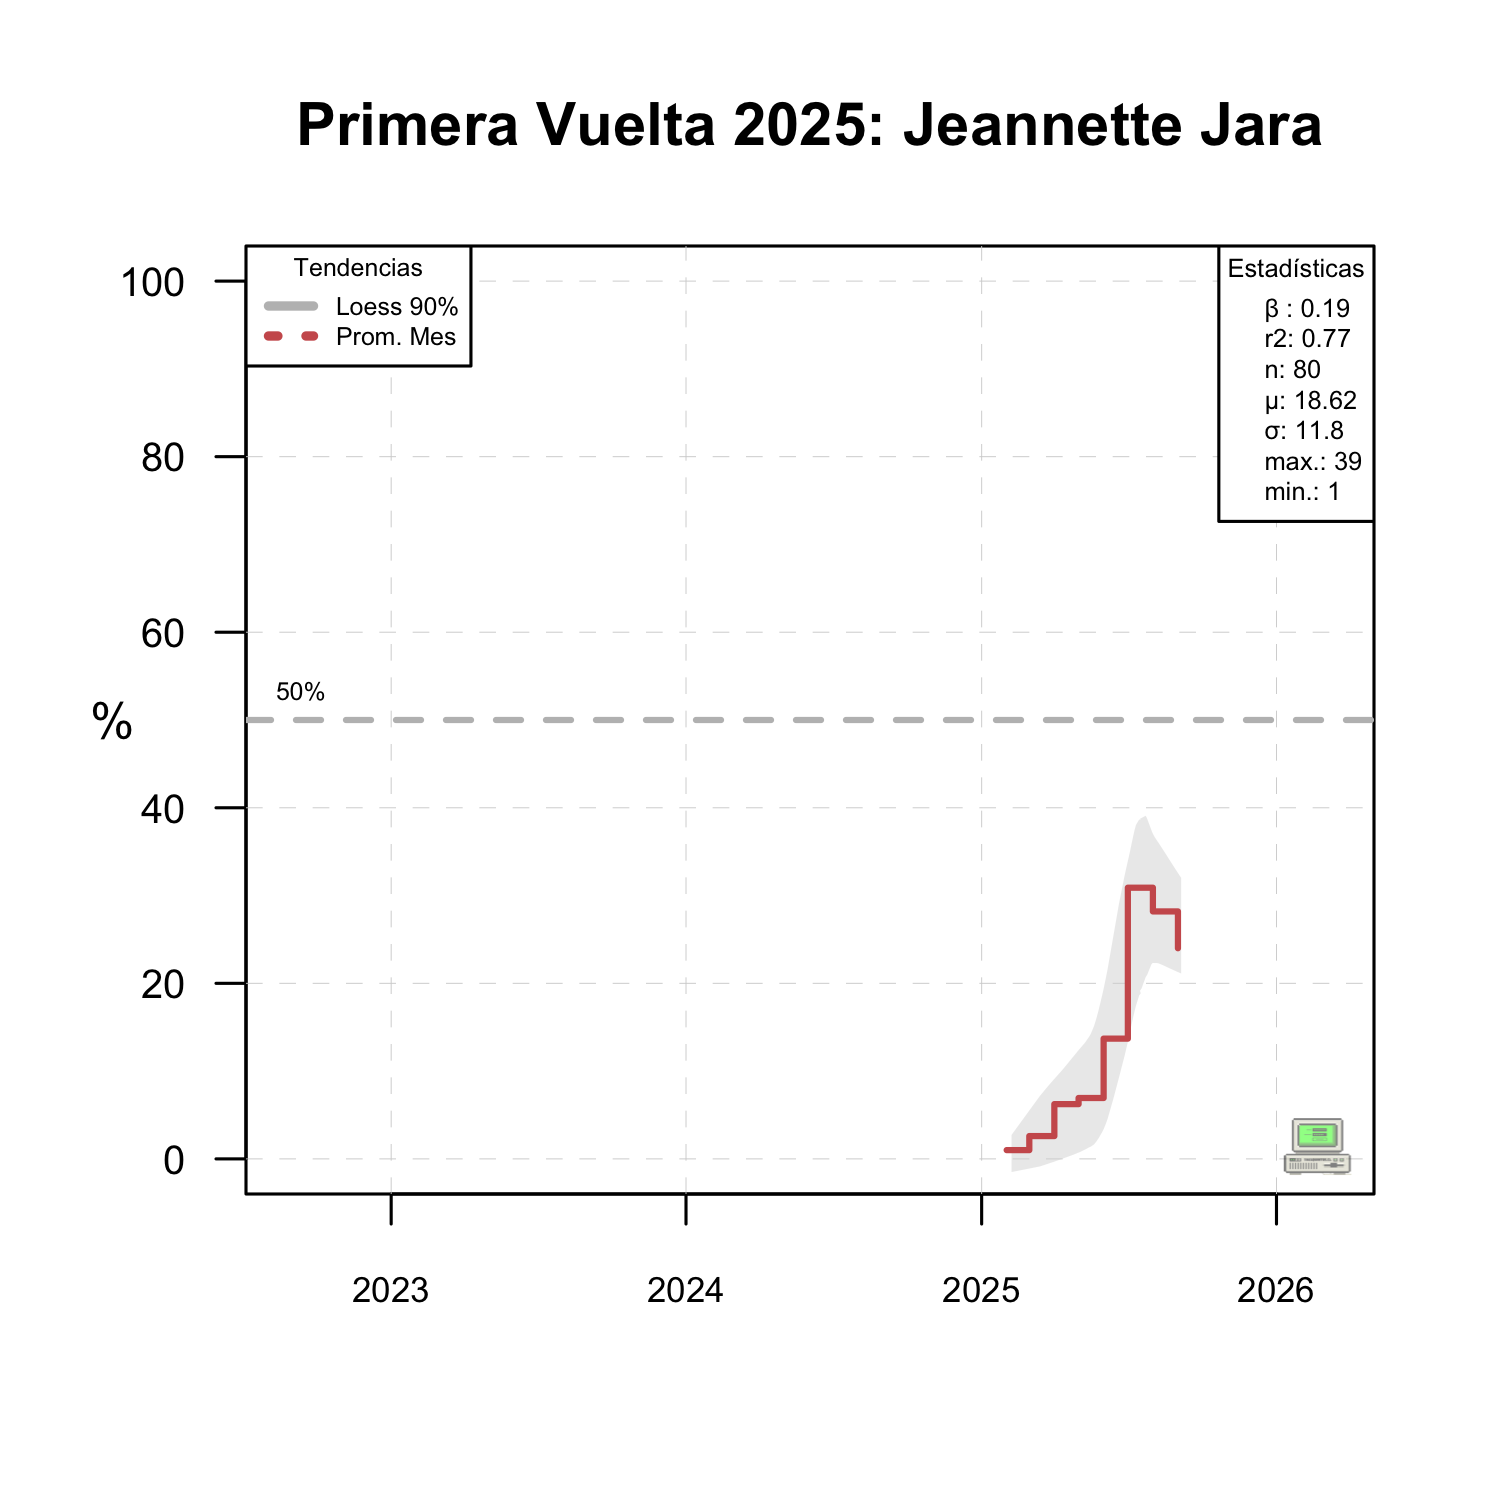 Primera Vuelta 2025: Jeannette Jara
Tendencias
Loess 90%
Prom. Mes
Estadísticas
β : 0.19
r2: 0.77
n: 80
μ: 18.62
σ: 11.8
max.: 39
min.: 1
100
80
60
50%
%
40
20
0
2023
2024
2025
2026